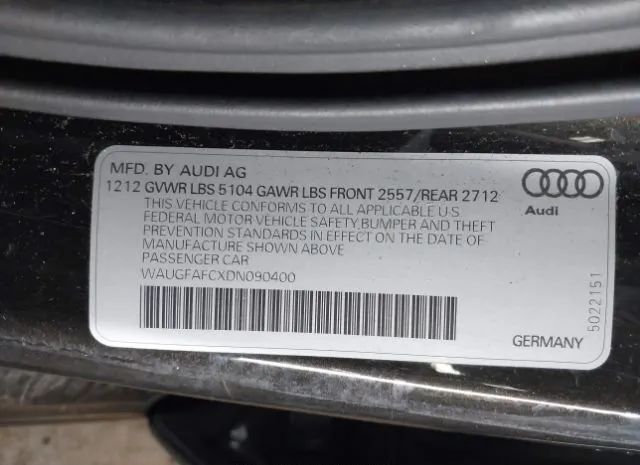 MFD. BY AUDI AG
1212 GVWR LBS 5104 GAWR LBS FRONT 2557/REAR 2712
THIS VEHICLE CONFORMS TO ALL APPLICABLE U.S.
FEDERAL MOTOR VEHICLE SAFETY,BUMPER AND THEFT
PREVENTION STANDARDS IN EFFECT ON THE DATE OF
MANUFACTURE SHOWN ABOVE
PASSENGER CAR
WAUGFAFCXDN090400
Audi
GERMANY
5022151